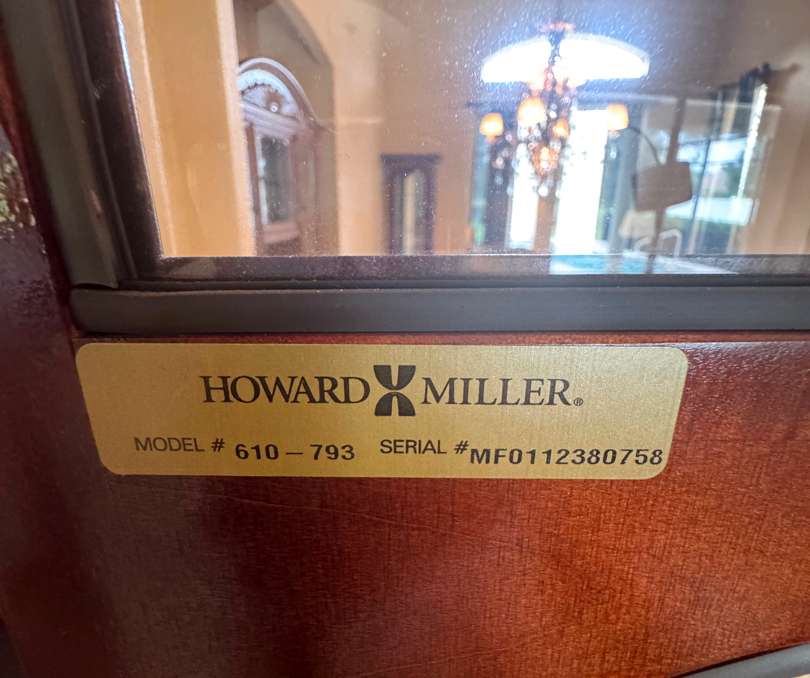 HOWARD MILLER®
MODEL # 610-793 SERIAL # MF0112380758